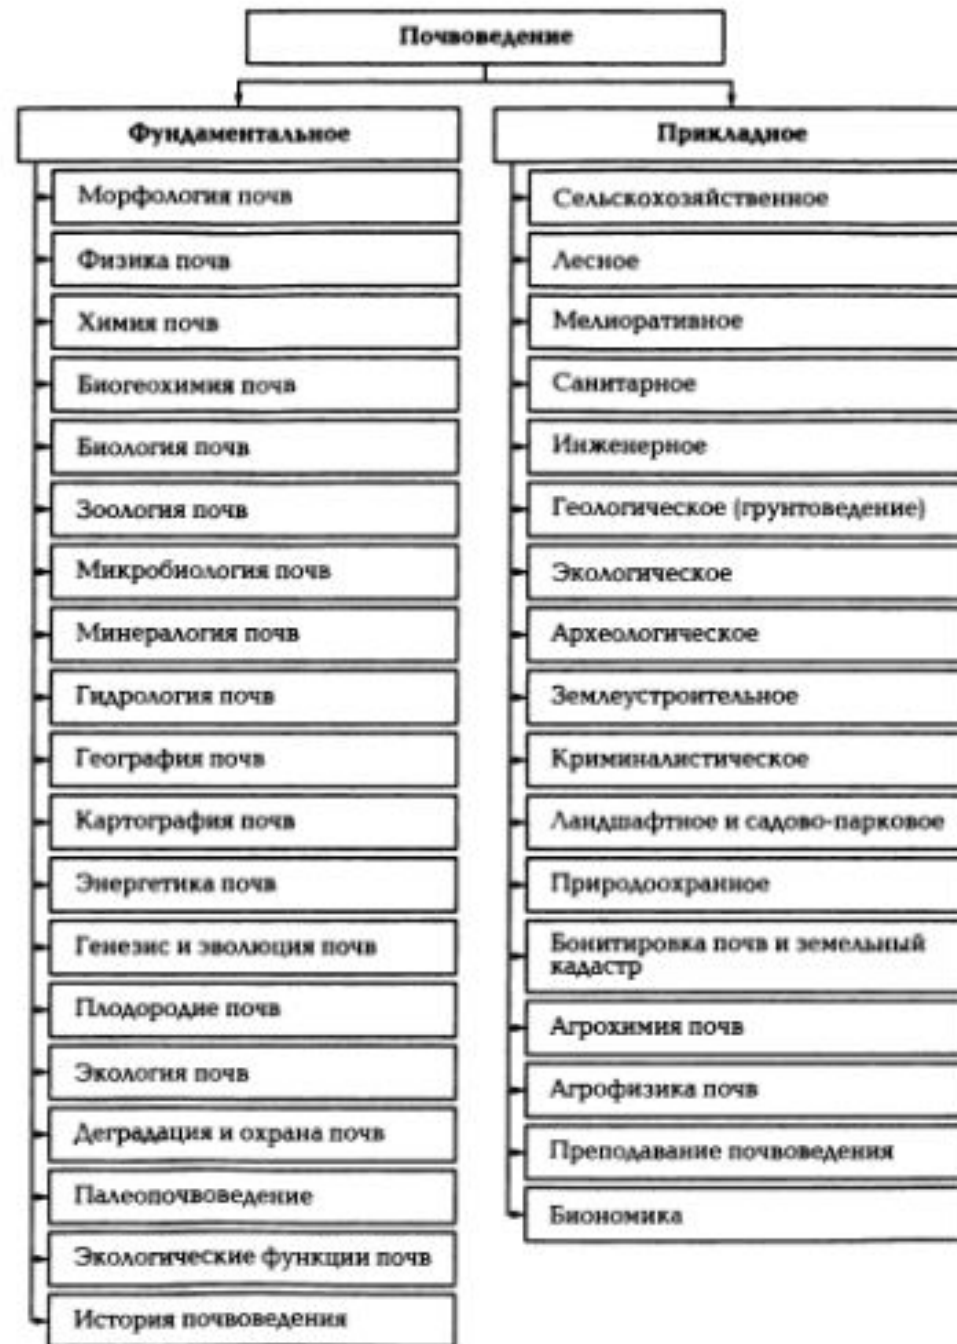 Почвоведение
Фундаментальное
Морфология почв
Физика почв
Химия почв
Биогеохимия почв
Биология почв
Зоология почв
Микробиология почв
Минералогия почв
Гидрология почв
География почв
Картография почв
Энергетика почв
Генезис и эволюция почв
Плодородие почв
Экология почв
Деградация и охрана почв
Палеопочвоведение
Экологические функции почв
История почвоведения
Прикладное
Сельскохозяйственное
Лесное
Мелиоративное
Санитарное
Инженерное
Геологическое (грунтоведение)
Экологическое
Археологическое
Землеустроительное
Криминалистическое
Ландшафтное и садово-парковое
Природоохранное
Бонитировка почв и земельный
кадастр
Агрохимия почв
Агрофизика почв
Преподавание почвоведения
Биономика